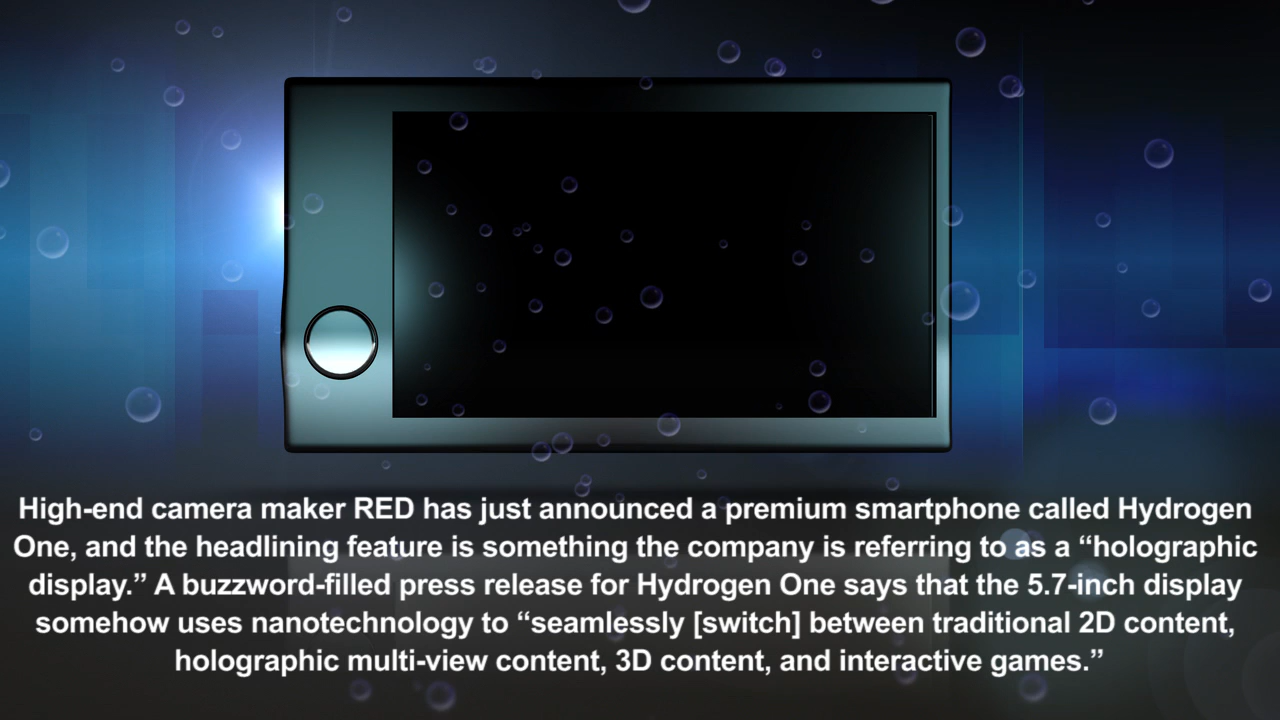 High-end camera maker RED has just announced a premium smartphone called Hydrogen
One, and the headlining feature is something the company is referring to as a “holographic
display.” A buzzword-filled press release for Hydrogen One says that the 5.7-inch display
somehow uses nanotechnology to “seamlessly [switch] between traditional 2D content,
holographic multi-view content, 3D content, and interactive games.”